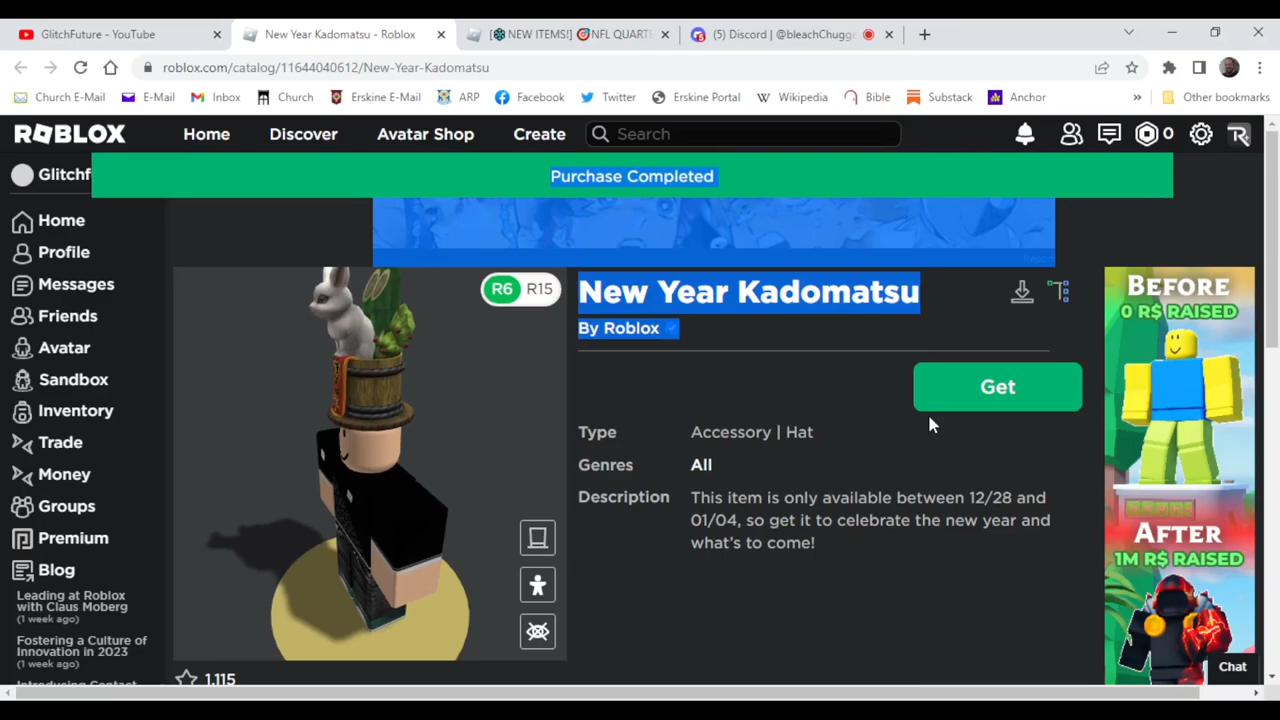 GlitchFuture - YouTube
New Year Kadomatsu - Roblox
NEW ITEMS!] NFL QUARTE
(5) Discord | @bleachChugge
roblox.com/catalog/11644040612/New-Year-Kadomatsu
Church E-Mail E-Mail Inbox Church Erskine E-Mail ARP Facebook Twitter Erskine Portal Wikipedia Bible Substack Anchor » Other bookmarks
ROBLOX Home Discover Avatar Shop Create Search 0
Glitchf
Purchase Completed
Report
Home
Profile
Messages
Friends
Avatar
Sandbox
Inventory
Trade
Money
Groups
Premium
Blog
Leading at Roblox
with Claus Moberg
(1 week ago)
Fostering a Culture of
Innovation in 2023
(1 week ago)
R6 R15
1,115
New Year Kadomatsu
By Roblox
Get
Type Accessory | Hat
Genres All
Description This item is only available between 12/28 and
01/04, so get it to celebrate the new year and
what's to come!
BEFORE
0 R$ RAISED
AFTER
1M R$ RAISED
Chat